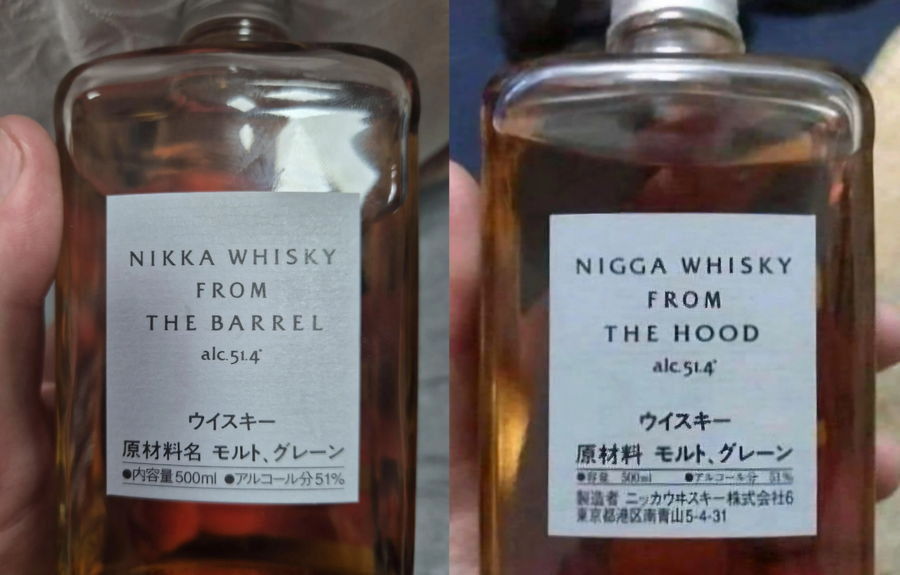 NIKKA WHISKY
FROM
THE BARREL
alc.51.4°
ウイスキー
原材料名 モルト、グレーン
●内容量500ml ●アルコール分51%
NIGGA WHISKY
FROM
THE HOOD
alc.51.4°
ウイスキー
原材料 モルト、グレーン
●容量 500ml ●アルコール分 51%
製造者 ニッカウヰスキー株式会社6
東京都港区南青山5-4-31